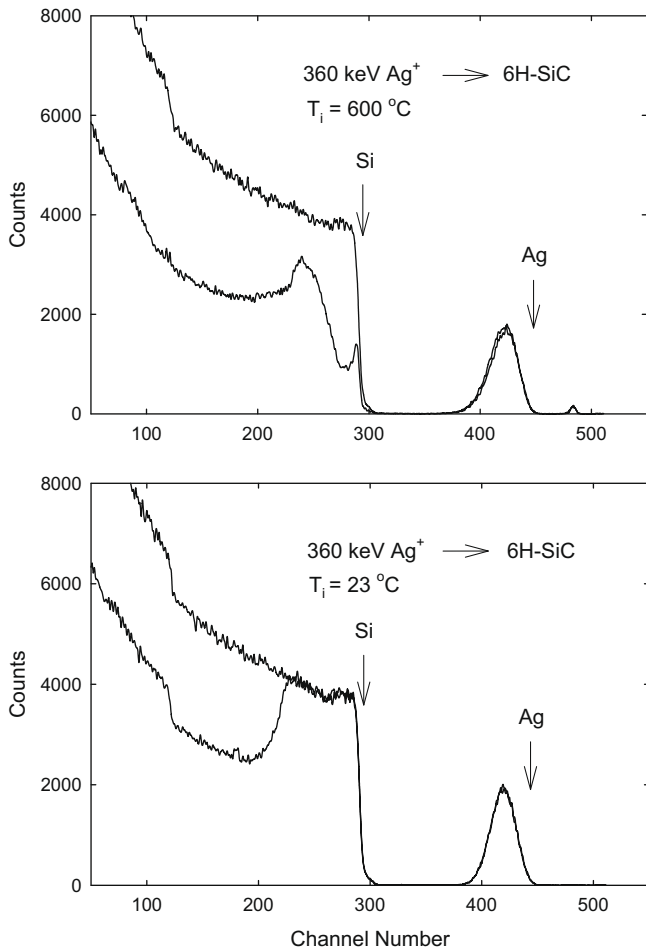 8000
360 keV Ag⁺ → 6H-SiC
Tᵢ = 600 °C
6000
Si
Counts
4000
Ag
2000
0
100 200 300 400 500
8000
360 keV Ag⁺ → 6H-SiC
Tᵢ = 23 °C
6000
Si
Counts
4000
Ag
2000
0
100 200 300 400 500
Channel Number